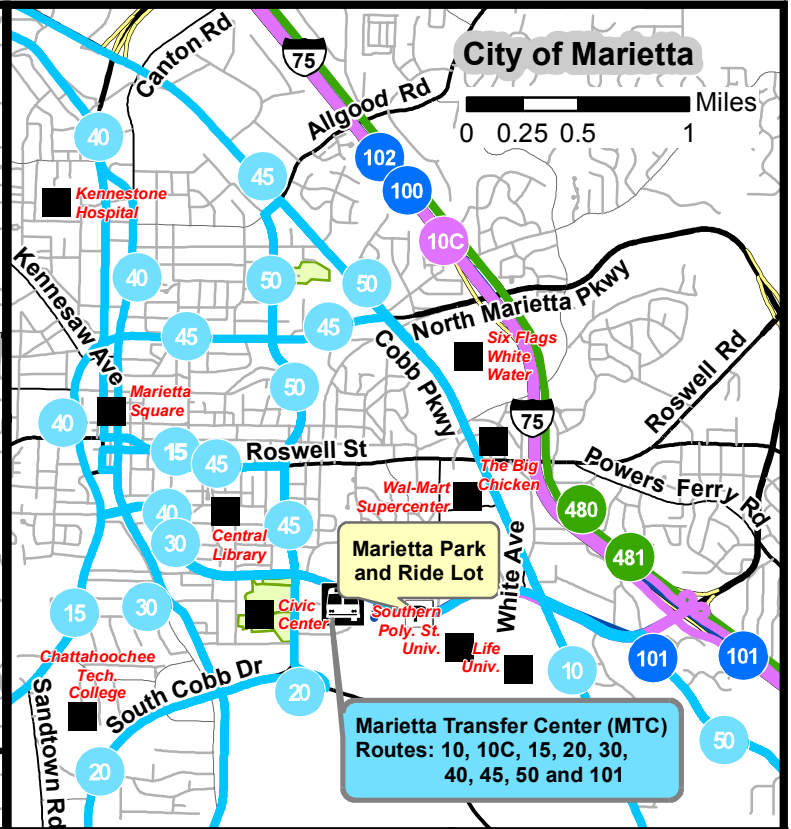 City of Marietta
Miles
0 0.25 0.5 1
Canton Rd
75
Allgood Rd
40
102
45
100
Kennestone
Hospital
10C
40
50
50
North Marietta Pkwy
Kennesaw Ave
45
45
Cobb Pkwy
Six Flags
White
Water
Roswell Rd
50
Marietta
Square
40
75
15
45
Roswell St
The Big
Chicken
Powers Ferry Rd
Wal-Mart
Supercenter
480
40
Central
Library
45
30
481
Marietta Park
and Ride Lot
White Ave
15
30
Civic
Center
Southern
Poly. St.
Univ.
Life
Univ.
101
101
10
Chattahoochee
Tech.
College
South Cobb Dr
20
Sandtown Rd
Marietta Transfer Center (MTC)
Routes: 10, 10C, 15, 20, 30,
40, 45, 50 and 101
50
20